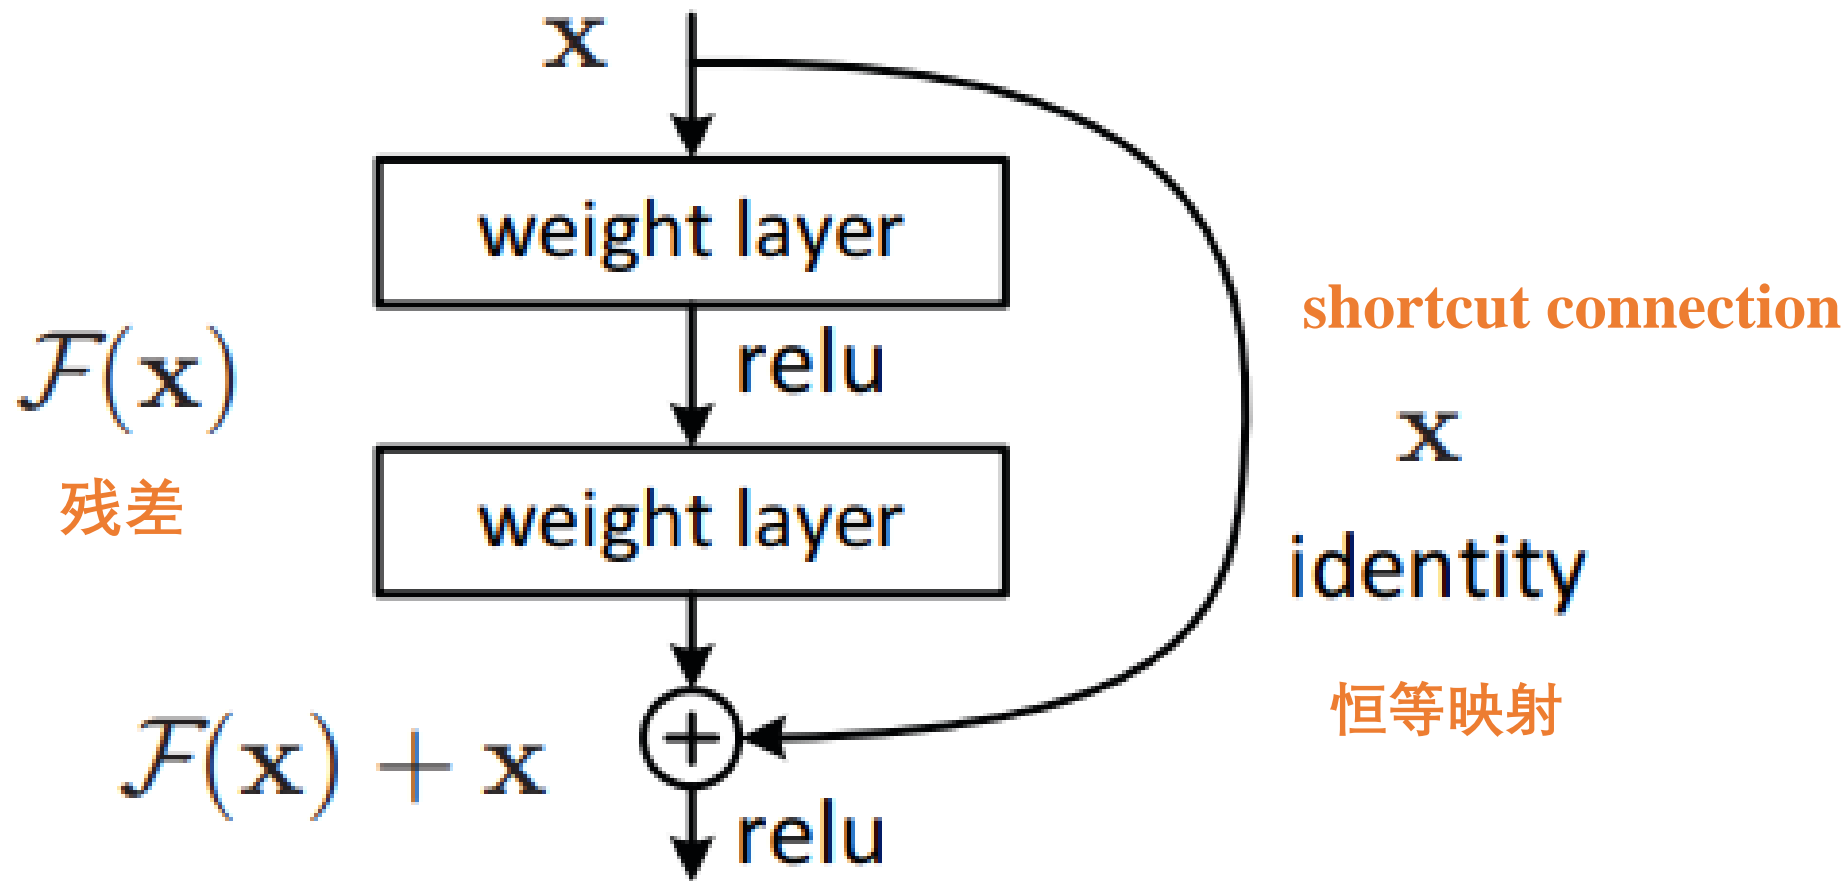 x
weight layer
shortcut connection
relu
F(x)
x
残差
weight layer
identity
恒等映射
F(x) + x
+
relu